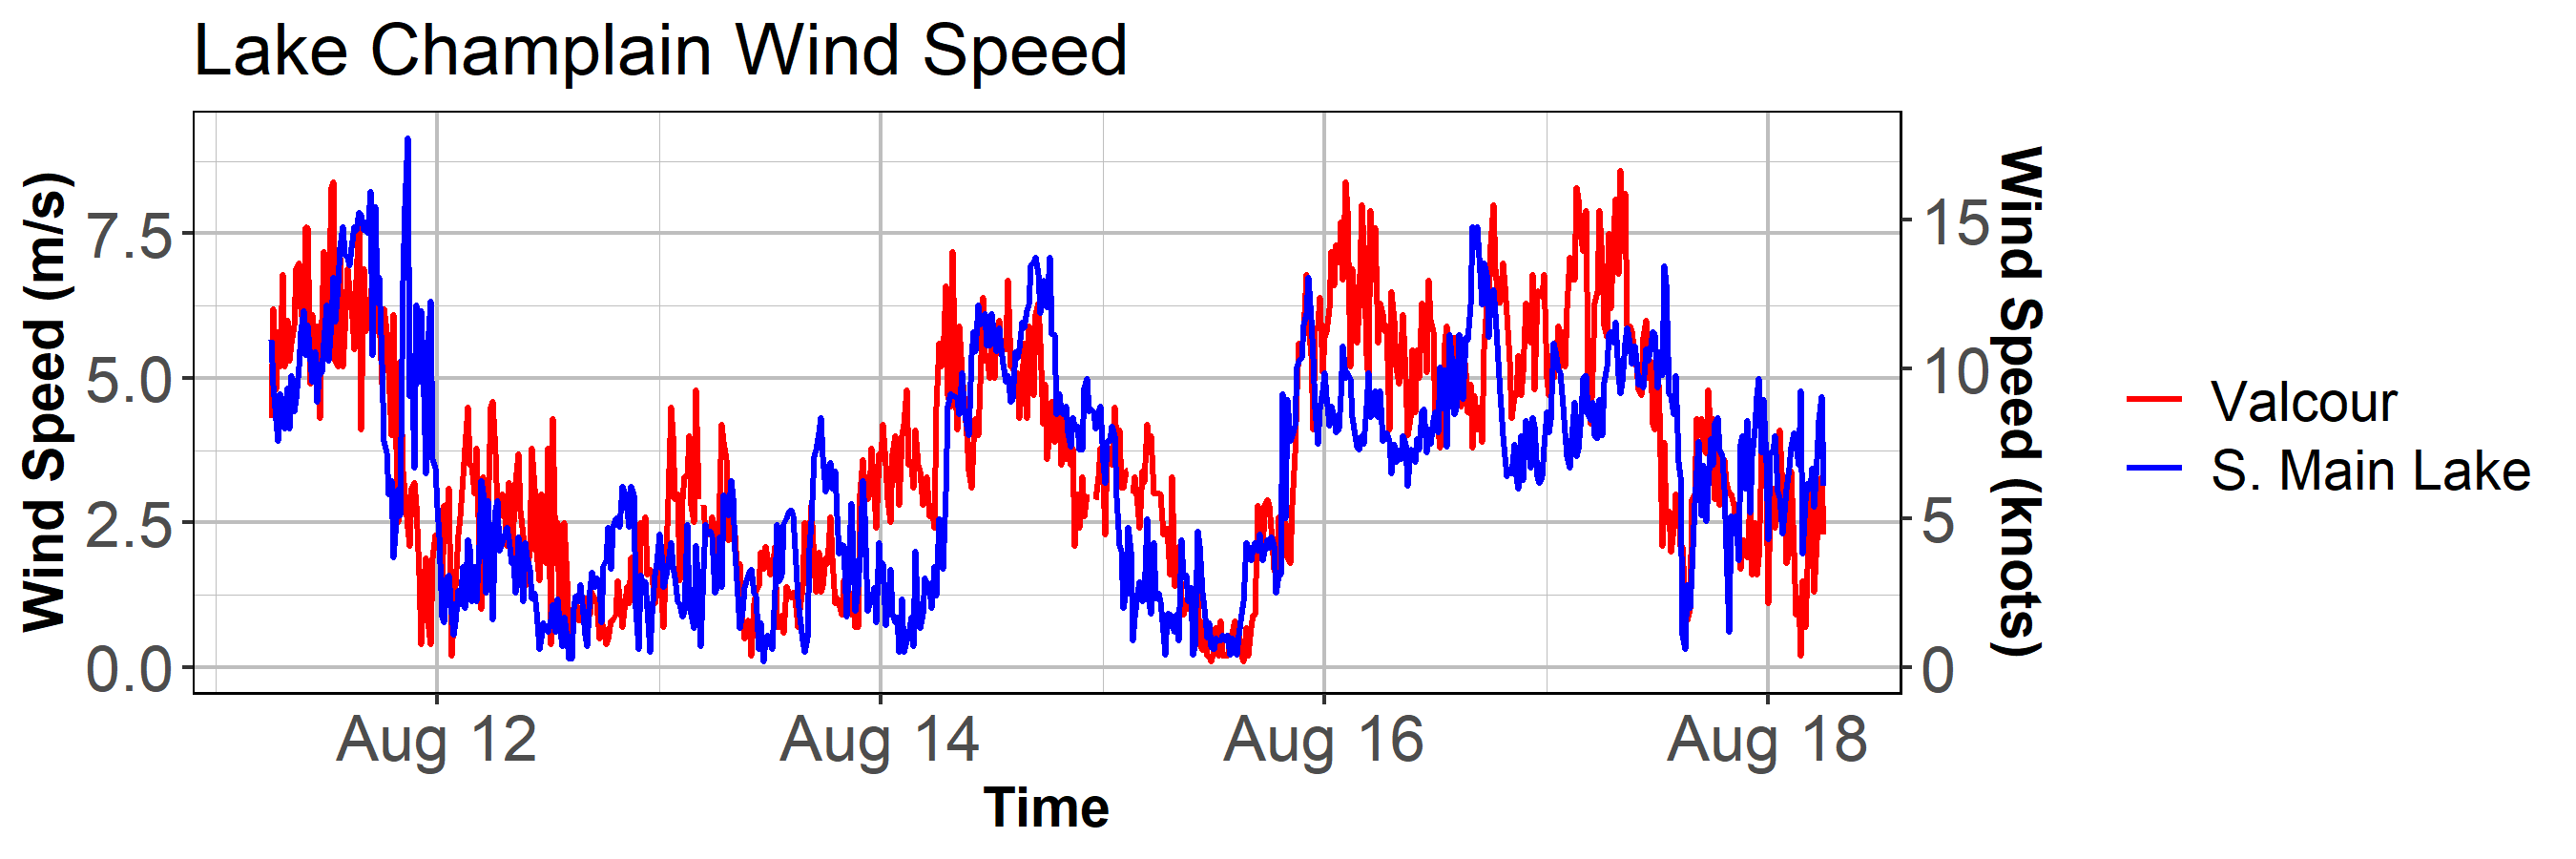 Lake Champlain Wind Speed
Wind Speed (m/s)
7.5
5.0
2.5
0.0
15
10
5
0
Wind Speed (knots)
Aug 12
Aug 14
Aug 16
Aug 18
Time
Valcour
S. Main Lake